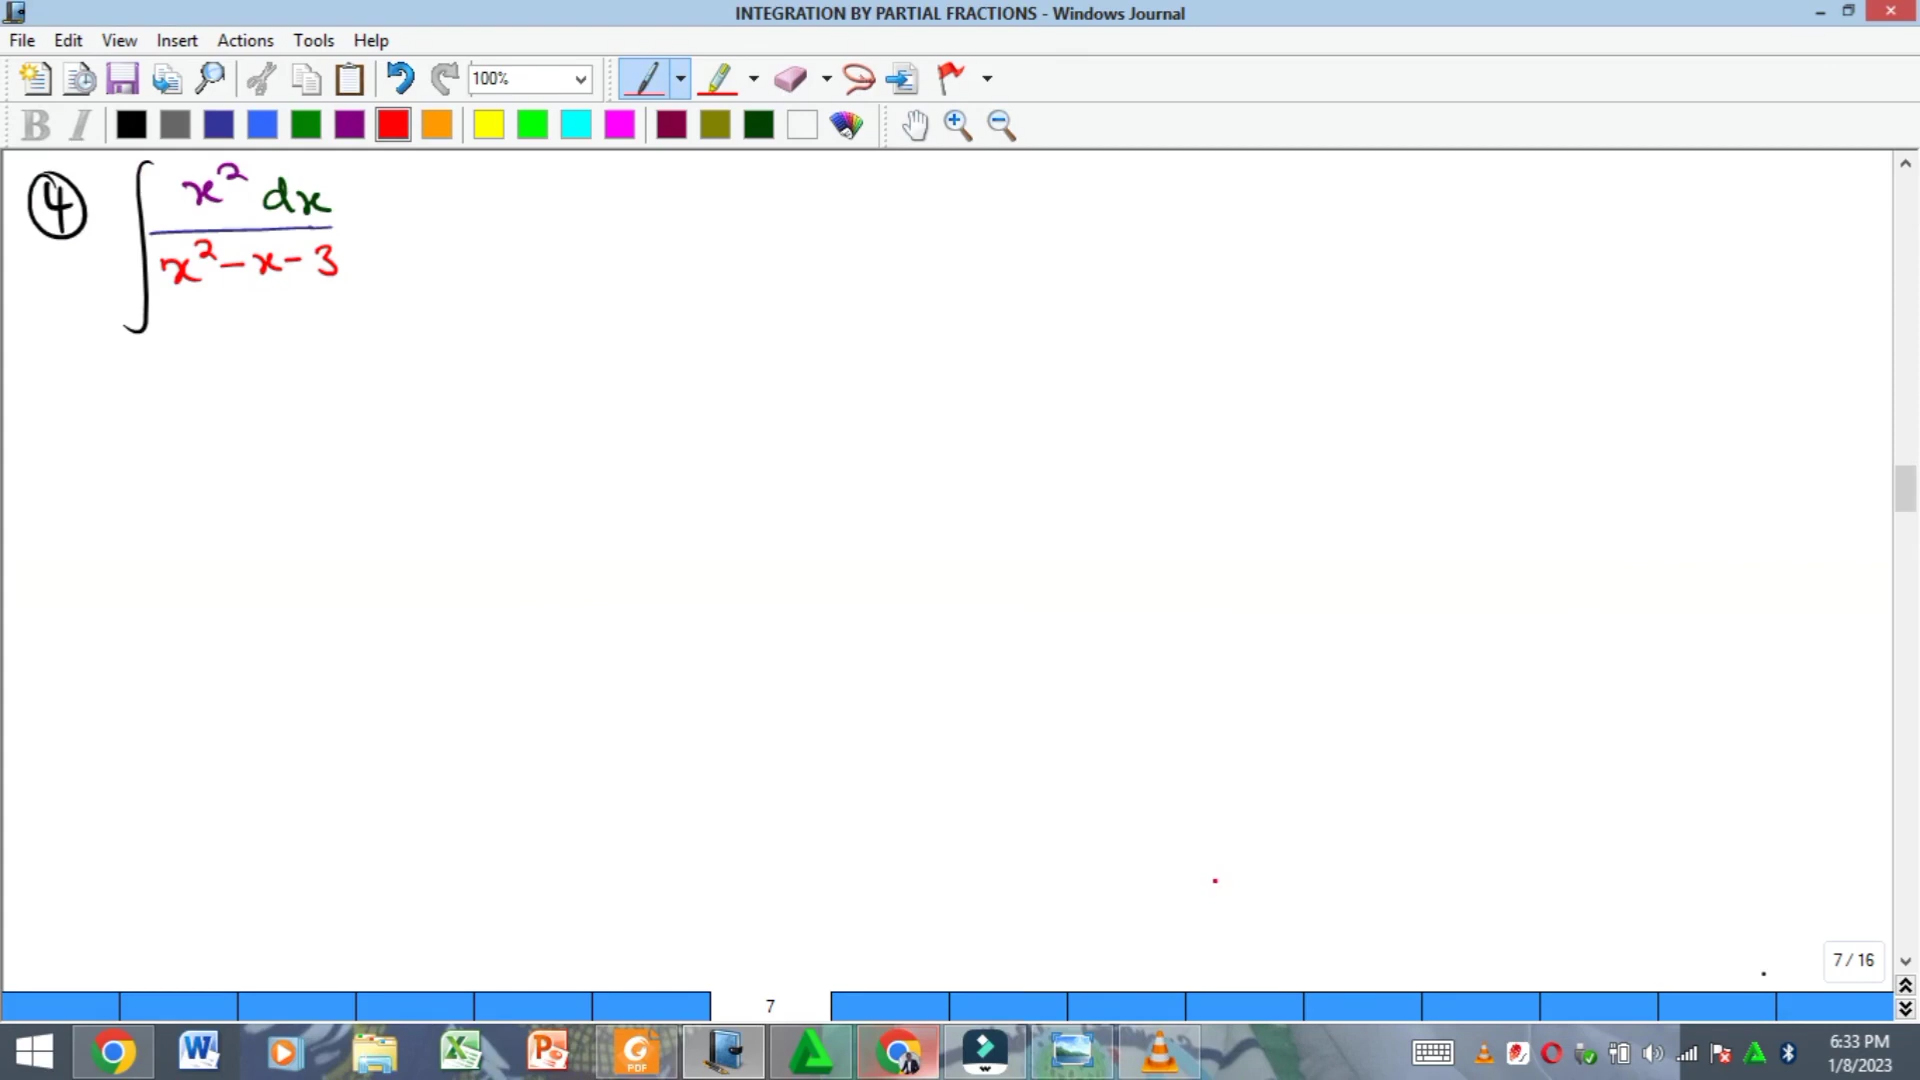 INTEGRATION BY PARTIAL FRACTIONS - Windows Journal
File Edit View Insert Actions Tools Help
100%
B I
④ ∫ x² dx
x² - x - 3
7 / 16
7
6:33 PM
1/8/2023